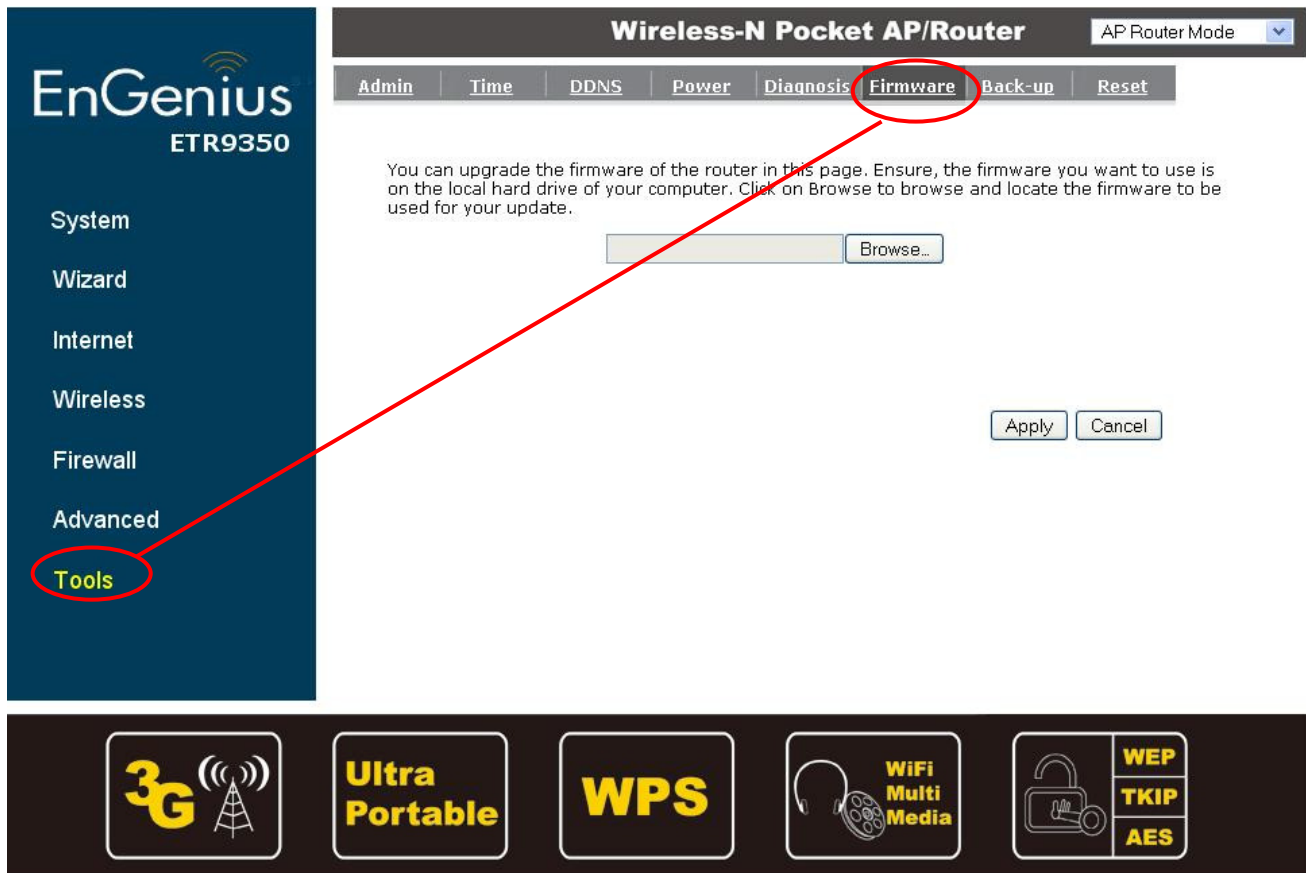 Wireless-N Pocket AP/Router
AP Router Mode
EnGenius
ETR9350
Admin Time DDNS Power Diagnosis Firmware Back-up Reset
You can upgrade the firmware of the router in this page. Ensure, the firmware you want to use is
on the local hard drive of your computer. Click on Browse to browse and locate the firmware to be
used for your update.
Browse...
Apply Cancel
System
Wizard
Internet
Wireless
Firewall
Advanced
Tools
3G
Ultra
Portable
WPS
WiFi
Multi
Media
WEP
TKIP
AES